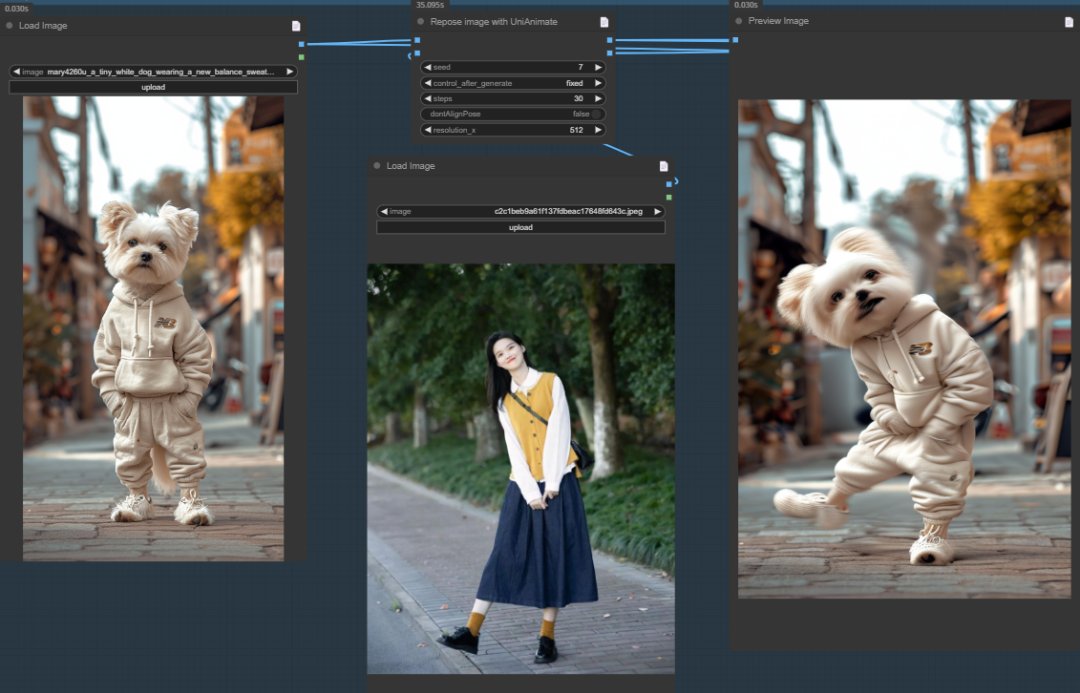 0.030s
Load Image
image mary4260u_a_tiny_white_dog_wearing_a_new_balance_sweat...
upload
35.095s
Repose image with UniAnimate
seed 7
control_after_generate fixed
steps 30
dontAlignPose false
resolution_x 512
Load Image
image c2c1beb9a61f137fdbeac17648fd643c.jpeg
upload
0.030s
Preview Image